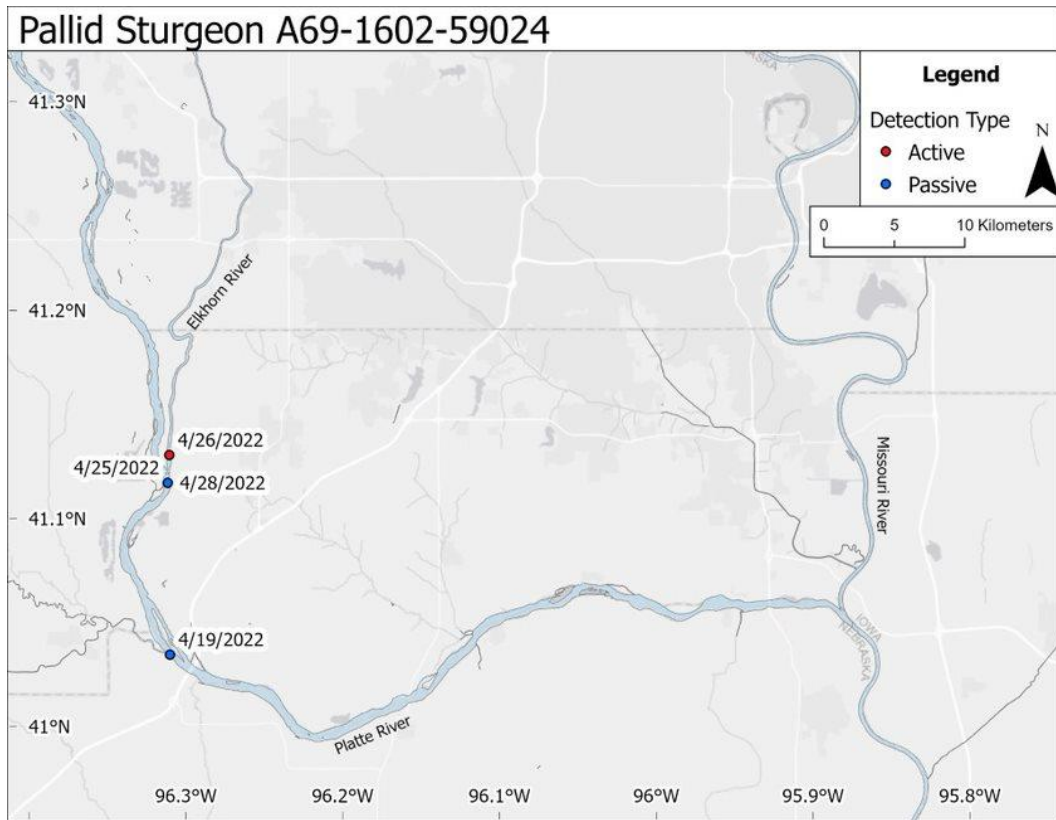 Pallid Sturgeon A69-1602-59024
Legend
Detection Type
Active
Passive
N
0 5 10 Kilometers
41.3°N
41.2°N
41.1°N
41°N
Elkhorn River
4/26/2022
4/25/2022
4/28/2022
4/19/2022
Missouri River
Platte River
IOWA
NEBRASKA
96.3°W 96.2°W 96.1°W 96°W 95.9°W 95.8°W